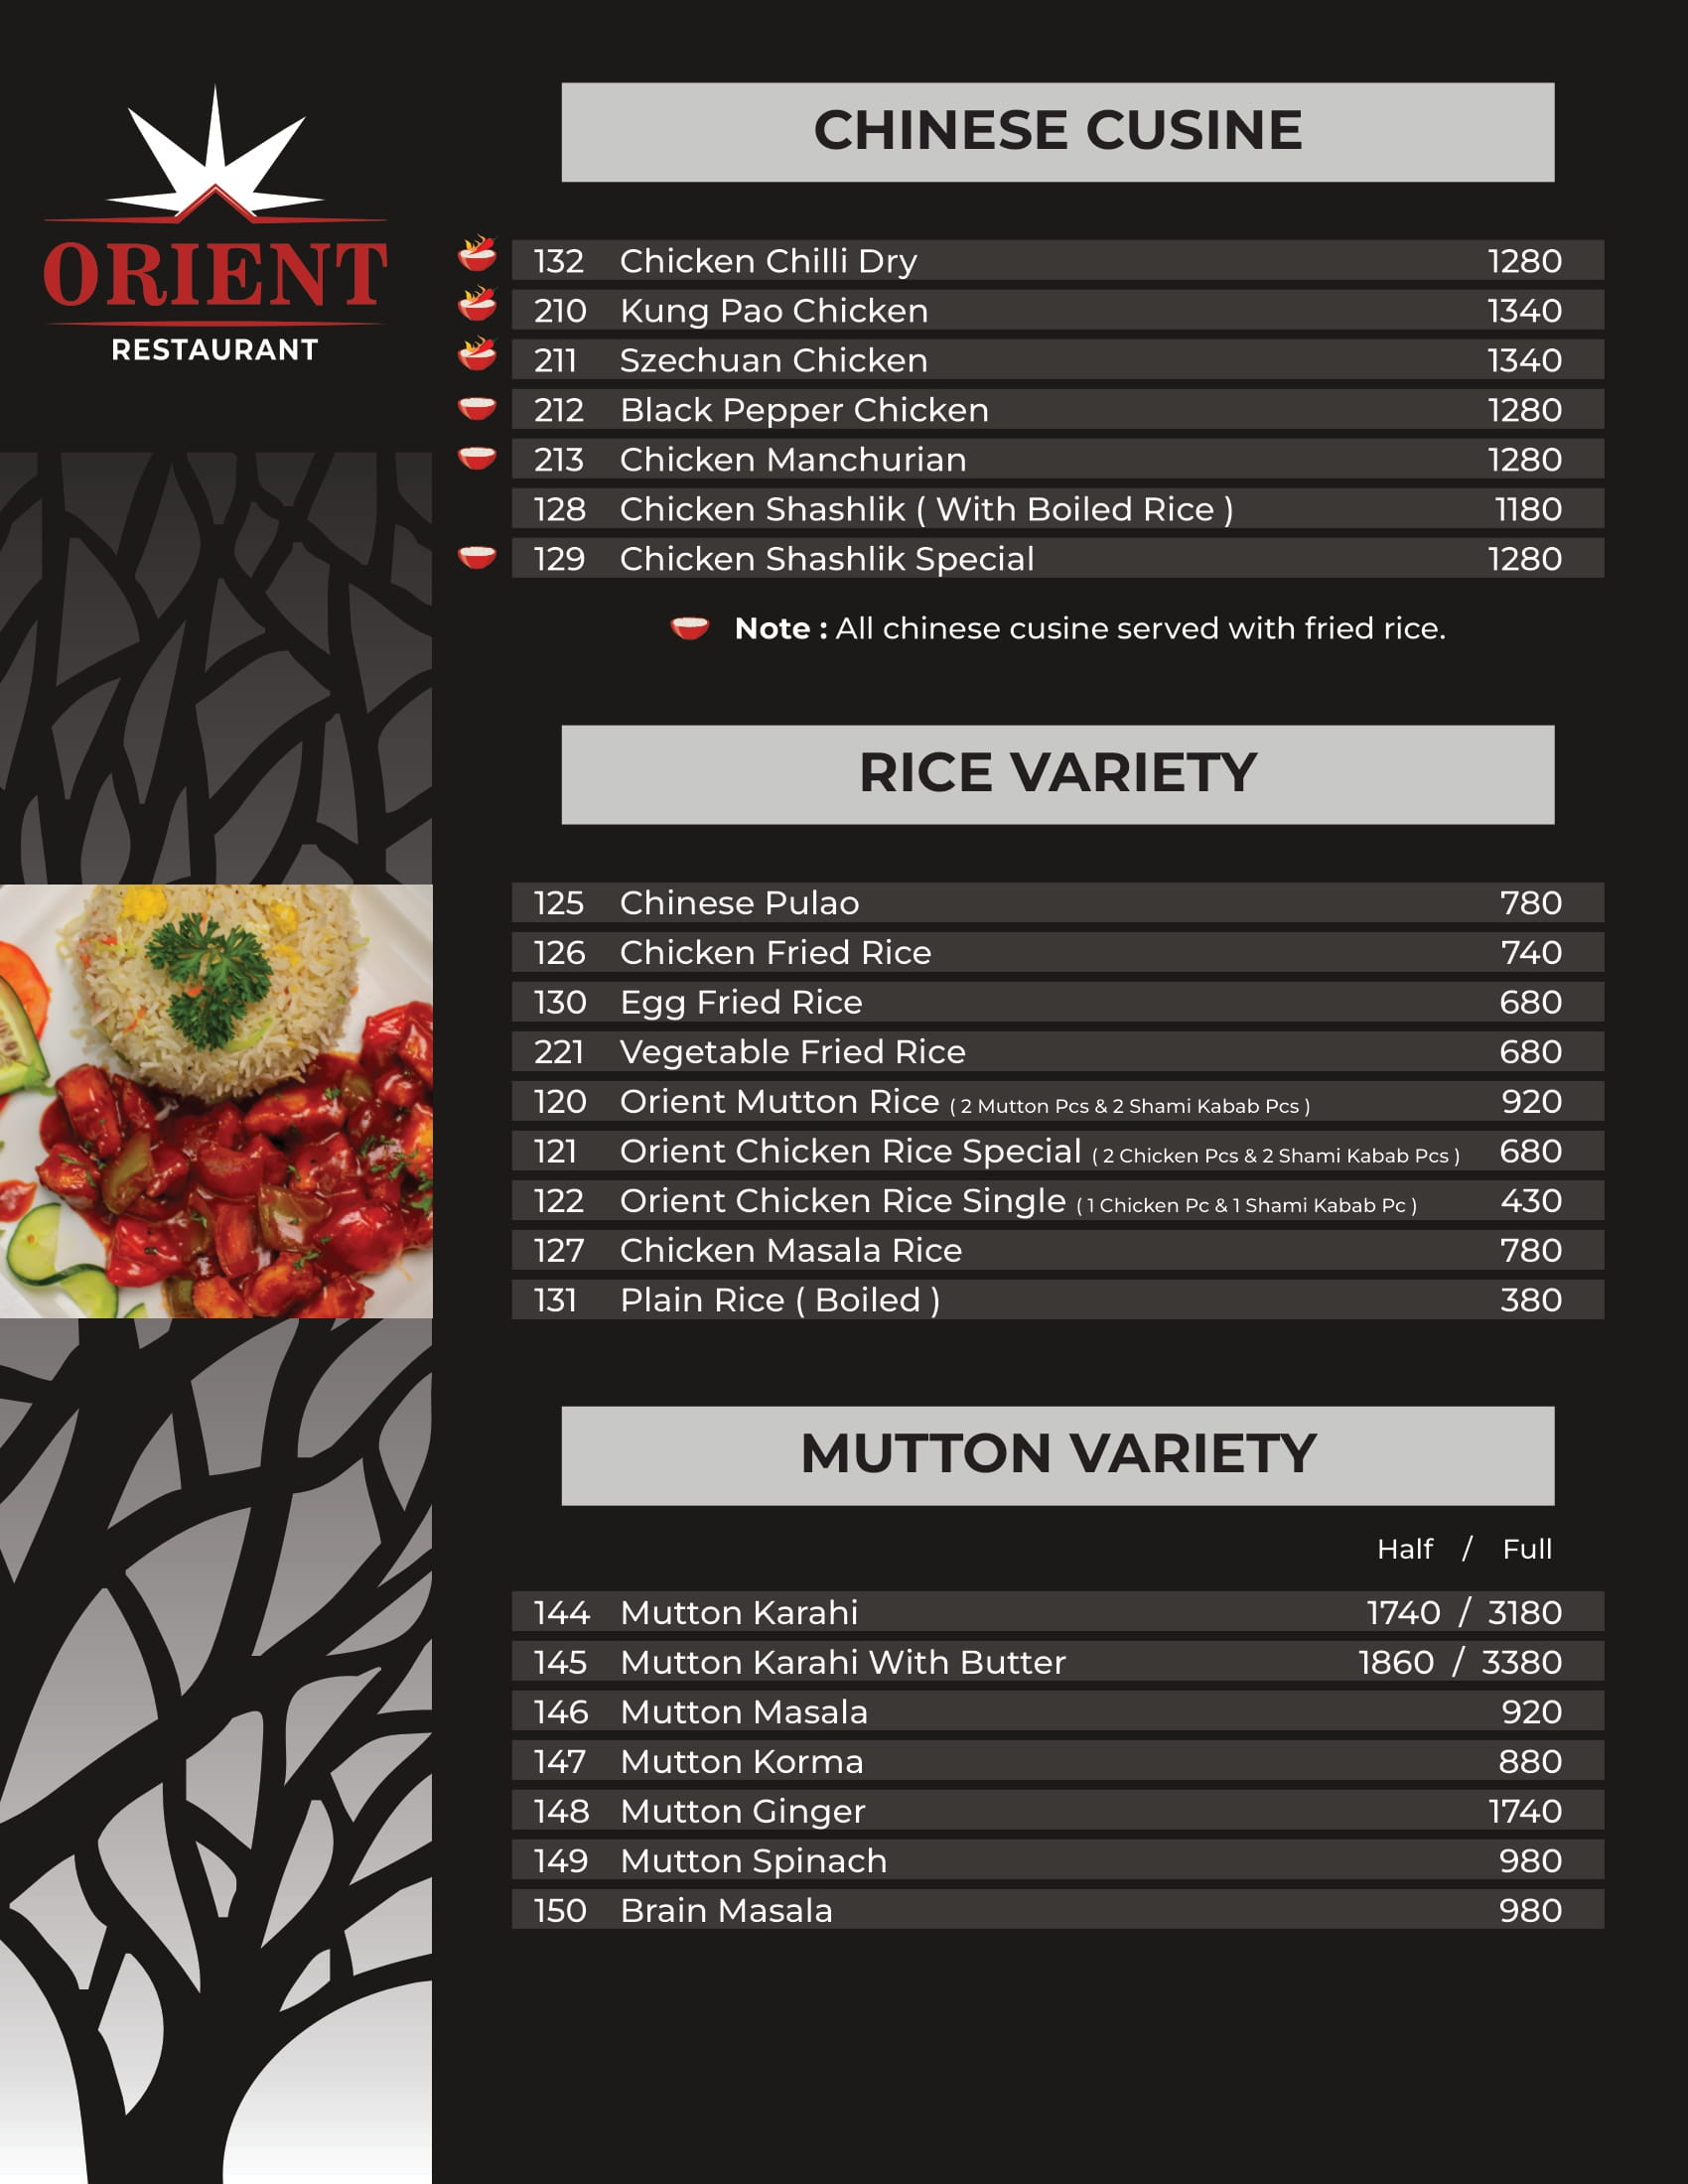 ORIENT
RESTAURANT
CHINESE CUSINE
132 Chicken Chilli Dry 1280
210 Kung Pao Chicken 1340
211 Szechuan Chicken 1340
212 Black Pepper Chicken 1280
213 Chicken Manchurian 1280
128 Chicken Shashlik ( With Boiled Rice ) 1180
129 Chicken Shashlik Special 1280
Note : All chinese cusine served with fried rice.
RICE VARIETY
125 Chinese Pulao 780
126 Chicken Fried Rice 740
130 Egg Fried Rice 680
221 Vegetable Fried Rice 680
120 Orient Mutton Rice ( 2 Mutton Pcs & 2 Shami Kabab Pcs ) 920
121 Orient Chicken Rice Special ( 2 Chicken Pcs & 2 Shami Kabab Pcs ) 680
122 Orient Chicken Rice Single ( 1 Chicken Pc & 1 Shami Kabab Pc ) 430
127 Chicken Masala Rice 780
131 Plain Rice ( Boiled ) 380
MUTTON VARIETY
Half / Full
144 Mutton Karahi 1740 / 3180
145 Mutton Karahi With Butter 1860 / 3380
146 Mutton Masala 920
147 Mutton Korma 880
148 Mutton Ginger 1740
149 Mutton Spinach 980
150 Brain Masala 980